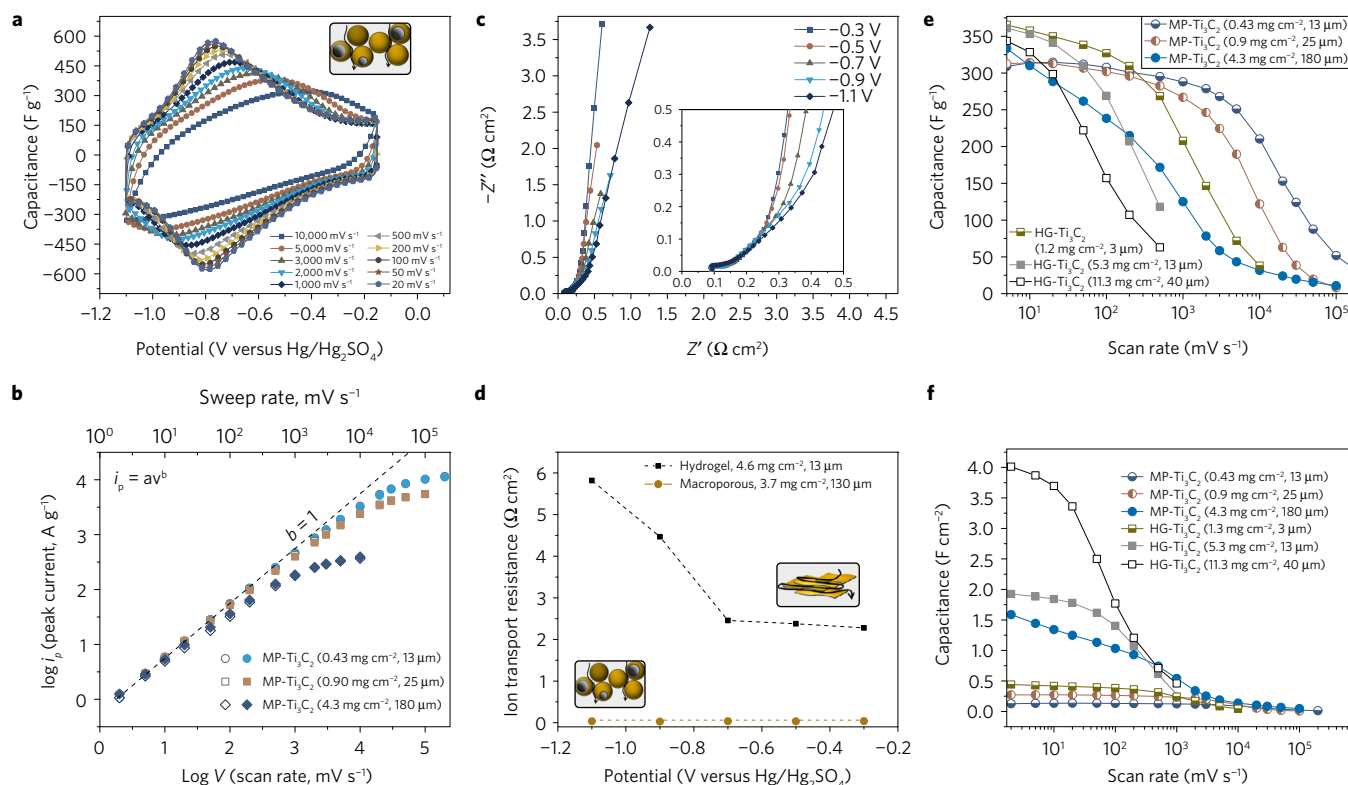 a
600
450
300
150
0
−150
−300
−450
−600
Capacitance (F g⁻¹)
10,000 mV s⁻¹
5,000 mV s⁻¹
3,000 mV s⁻¹
2,000 mV s⁻¹
1,000 mV s⁻¹
500 mV s⁻¹
200 mV s⁻¹
100 mV s⁻¹
50 mV s⁻¹
20 mV s⁻¹
−1.2 −1.0 −0.8 −0.6 −0.4 −0.2 0.0
Potential (V versus Hg/Hg₂SO₄)
b
Sweep rate, mV s⁻¹
10⁰ 10¹ 10² 10³ 10⁴ 10⁵
iₚ = avᵇ
b = 1
4
3
2
1
0
log iₚ (peak current, A g⁻¹)
MP-Ti₃C₂ (0.43 mg cm⁻², 13 μm)
MP-Ti₃C₂ (0.90 mg cm⁻², 25 μm)
MP-Ti₃C₂ (4.3 mg cm⁻², 180 μm)
0 1 2 3 4 5
Log V (scan rate, mV s⁻¹)
c
3.5
3.0
2.5
2.0
1.5
1.0
0.5
0.0
−Z′′ (Ω cm²)
−0.3 V
−0.5 V
−0.7 V
−0.9 V
−1.1 V
0.5
0.4
0.3
0.2
0.1
0.0
0.0 0.1 0.2 0.3 0.4 0.5
0.0 0.5 1.0 1.5 2.0 2.5 3.0 3.5 4.0 4.5
Z′ (Ω cm²)
d
6
5
4
3
2
1
0
Ion transport resistance (Ω cm²)
Hydrogel, 4.6 mg cm⁻², 13 μm
Macroporous, 3.7 mg cm⁻², 130 μm
−1.2 −1.0 −0.8 −0.6 −0.4 −0.2
Potential (V versus Hg/Hg₂SO₄)
e
350
300
250
200
150
100
50
0
Capacitance (F g⁻¹)
MP-Ti₃C₂ (0.43 mg cm⁻², 13 μm)
MP-Ti₃C₂ (0.9 mg cm⁻², 25 μm)
MP-Ti₃C₂ (4.3 mg cm⁻², 180 μm)
HG-Ti₃C₂
(1.2 mg cm⁻², 3 μm)
HG-Ti₃C₂ (5.3 mg cm⁻², 13 μm)
HG-Ti₃C₂ (11.3 mg cm⁻², 40 μm)
10¹ 10² 10³ 10⁴ 10⁵
Scan rate (mV s⁻¹)
f
4.0
3.5
3.0
2.5
2.0
1.5
1.0
0.5
0.0
Capacitance (F cm⁻²)
MP-Ti₃C₂ (0.43 mg cm⁻², 13 μm)
MP-Ti₃C₂ (0.9 mg cm⁻², 25 μm)
MP-Ti₃C₂ (4.3 mg cm⁻², 180 μm)
HG-Ti₃C₂ (1.3 mg cm⁻², 3 μm)
HG-Ti₃C₂ (5.3 mg cm⁻², 13 μm)
HG-Ti₃C₂ (11.3 mg cm⁻², 40 μm)
10¹ 10² 10³ 10⁴ 10⁵
Scan rate (mV s⁻¹)